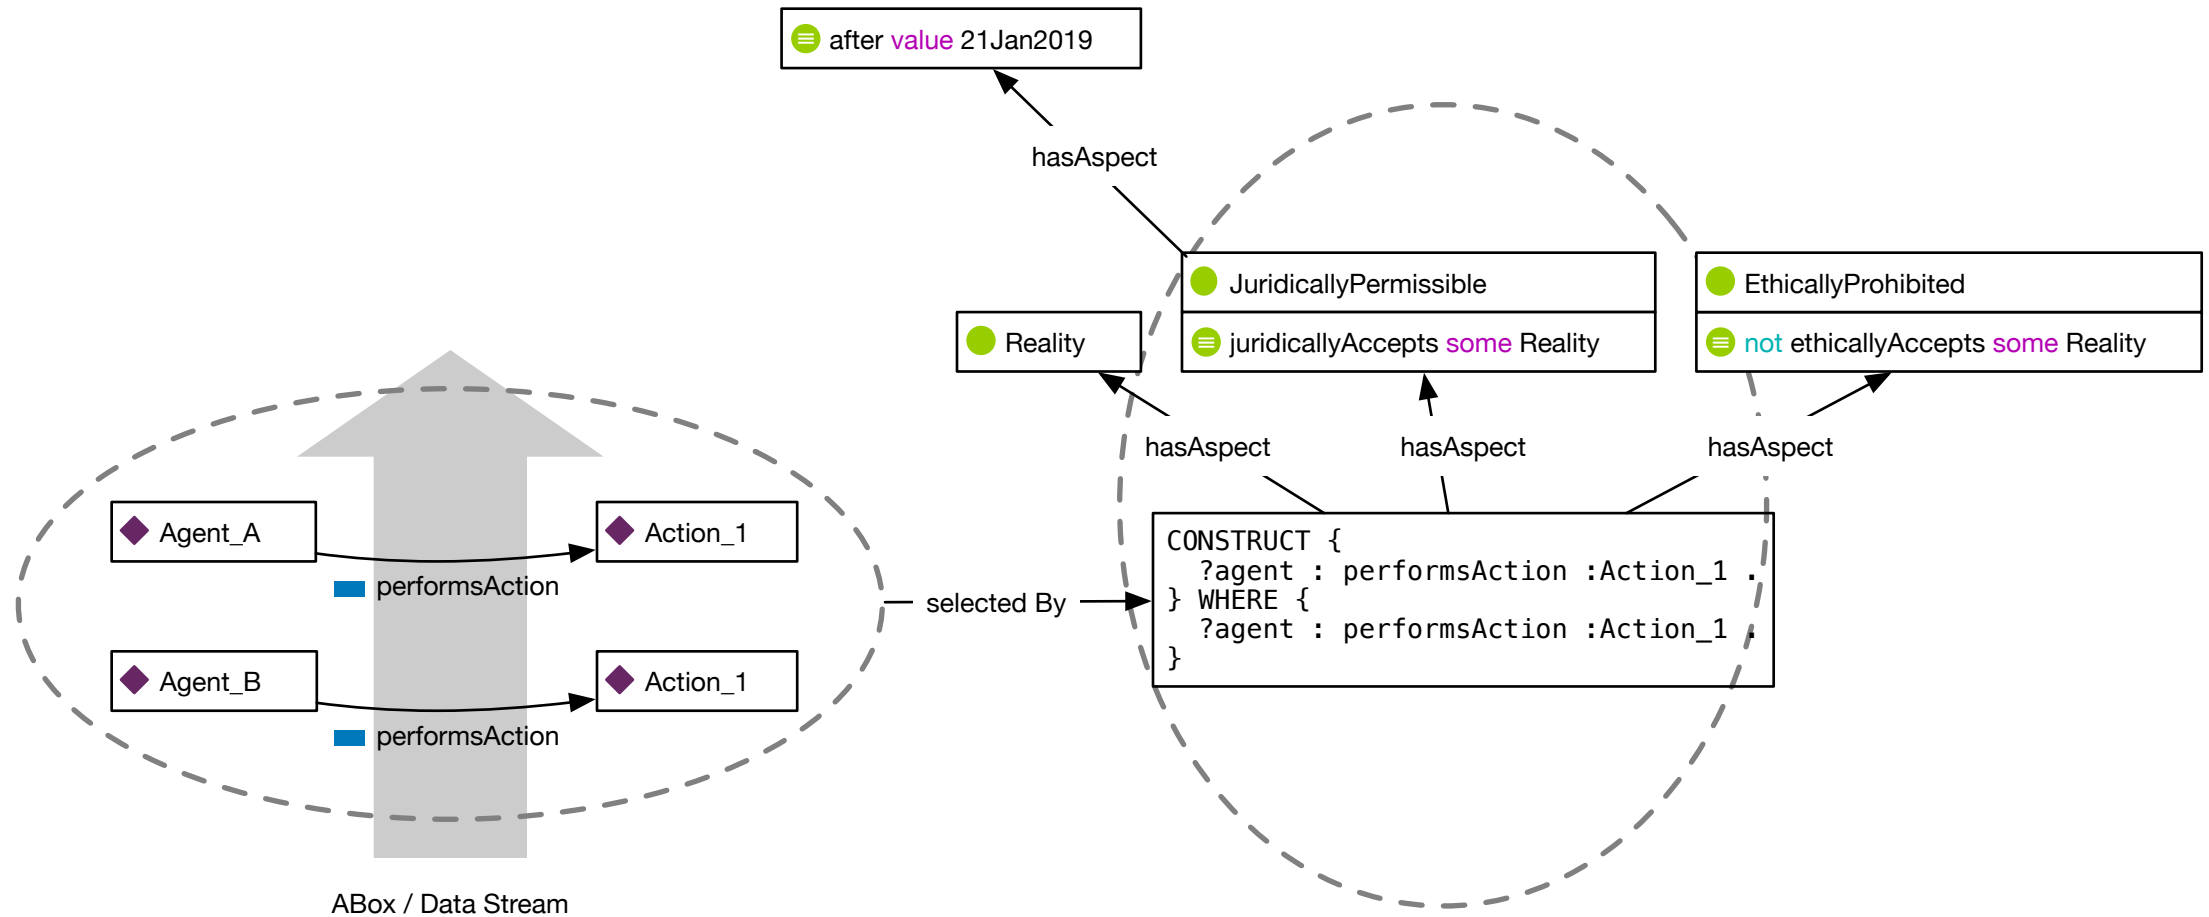 after value 21Jan2019
hasAspect
JuridicallyPermissible
juridicallyAccepts some Reality
EthicallyProhibited
not ethicallyAccepts some Reality
Reality
hasAspect
hasAspect
hasAspect
Agent_A
performsAction
Action_1
Agent_B
performsAction
Action_1
selected By
CONSTRUCT {
  ?agent : performsAction :Action_1 .
} WHERE {
  ?agent : performsAction :Action_1 .
}
ABox / Data Stream